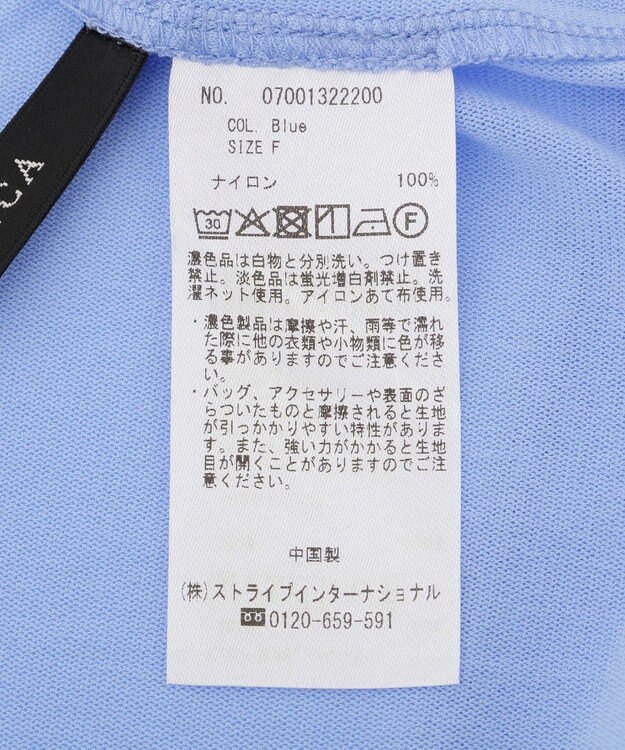 NO. 07001322200
COL. Blue
SIZE F
ナイロン 100%
30 F
濃色品は白物と分別洗い。つけ置き
禁止。淡色品は蛍光増白剤禁止。洗
濯ネット使用。アイロンあて布使用。
・濃色製品は摩擦や汗、雨等で濡れ
た際に他の衣類や小物類に色が移
る事がありますのでご注意くださ
い。
・バッグ、アクセサリーや表面のざ
らついたものと摩擦されると生地
が引っかかりやすい特性がありま
す。また、強い力がかかると生地
目が開くことがありますのでご注
意ください。
中国製
(株)ストライプインターナショナル
0120-659-591
CA